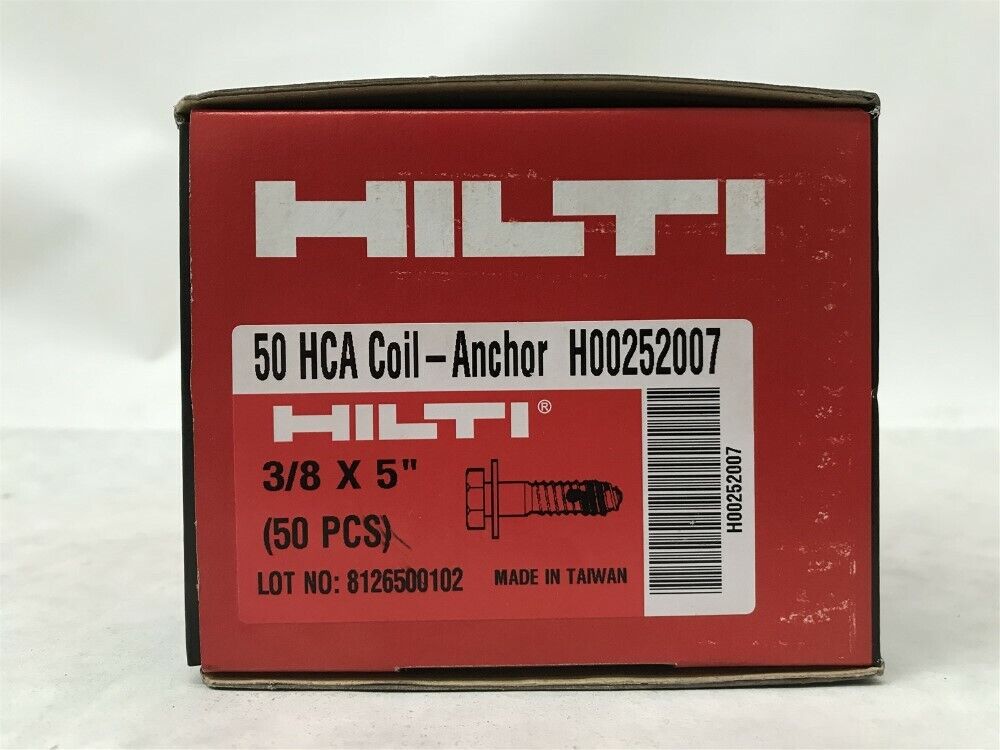 HILTI
50 HCA Coil-Anchor H00252007
HILTI®
3/8 X 5"
(50 PCS)
LOT NO: 8126500102 MADE IN TAIWAN
H00252007